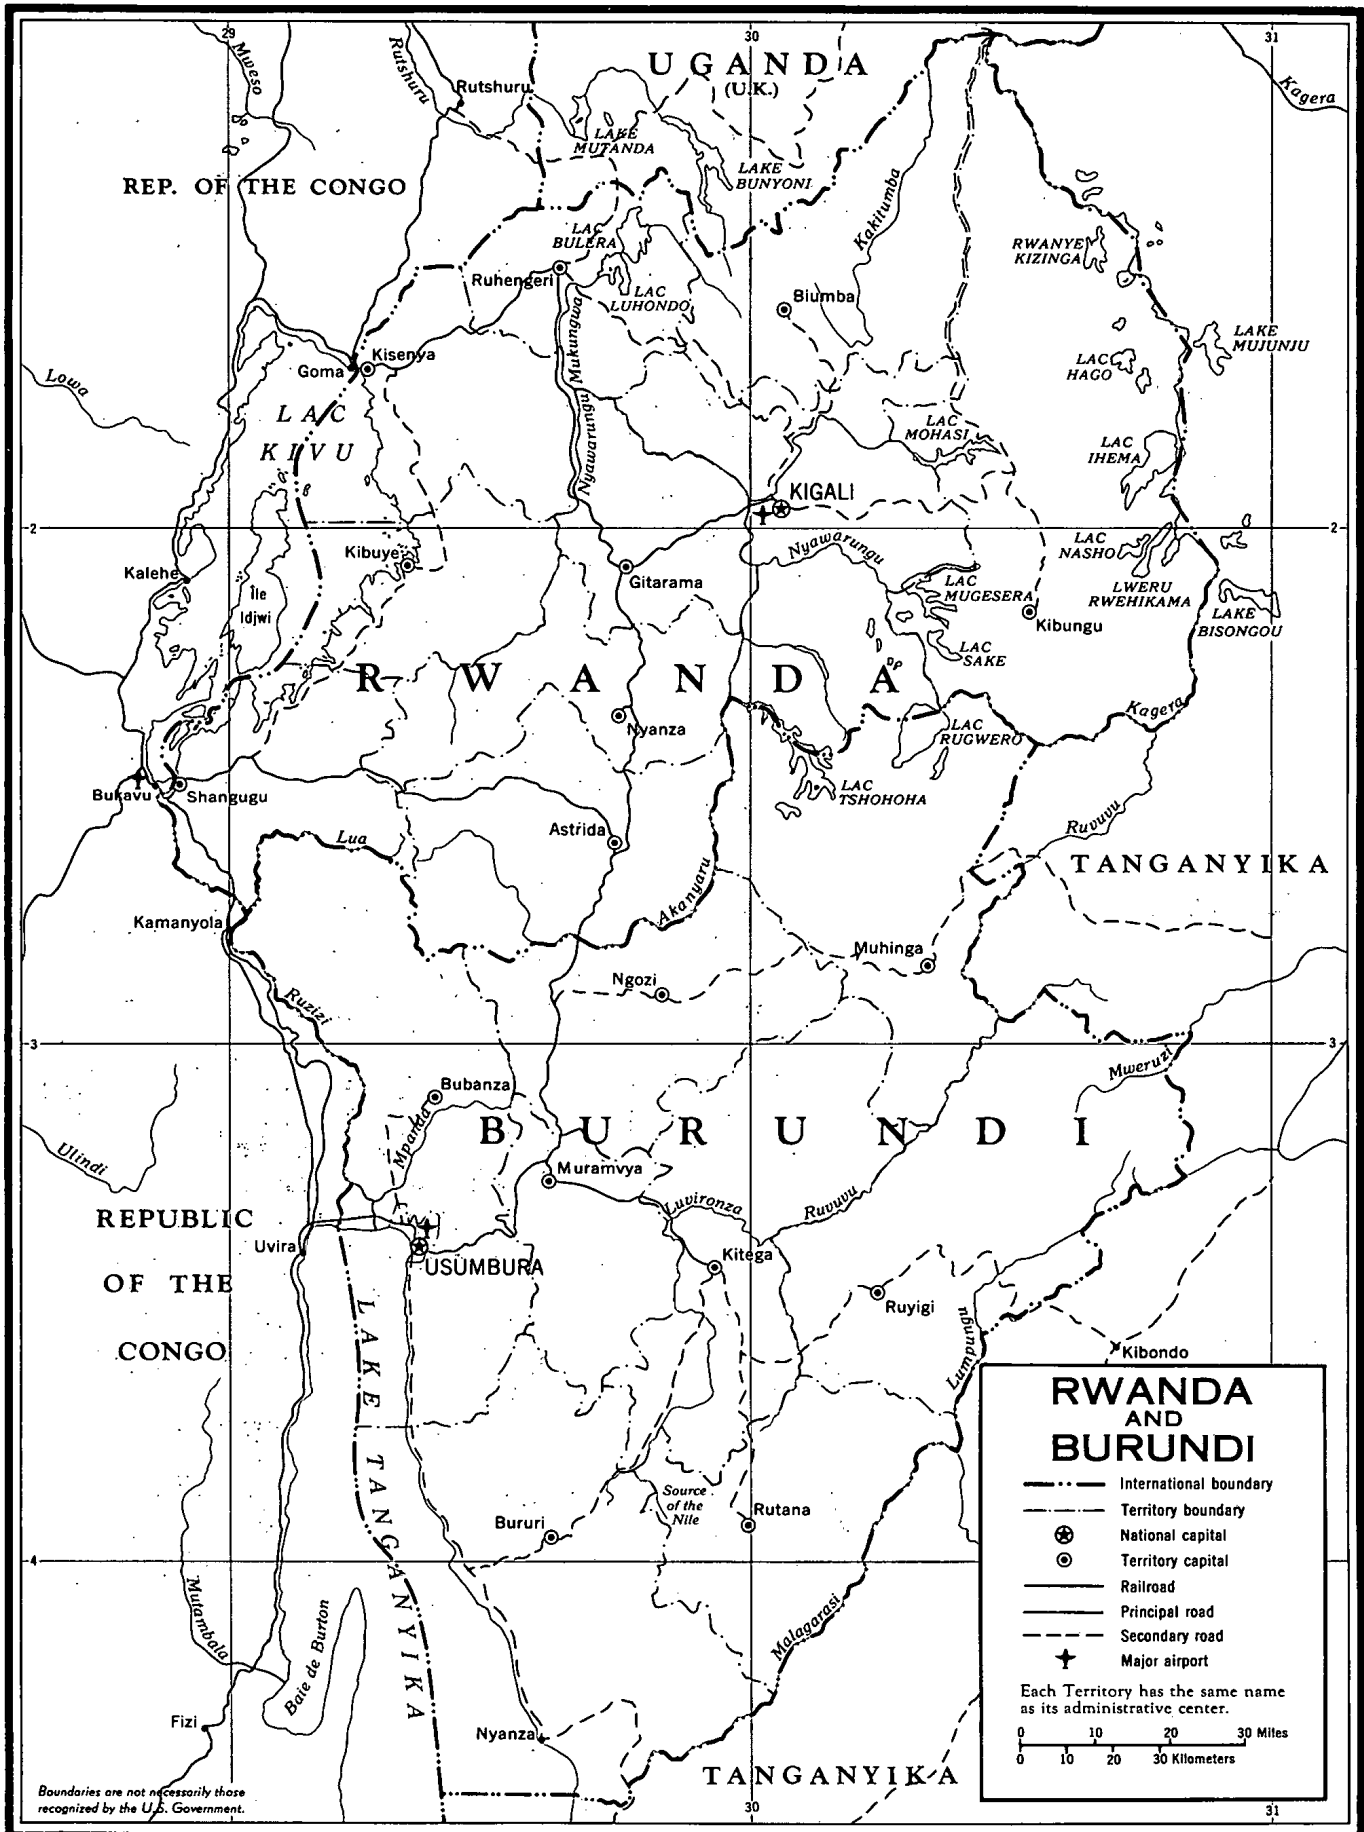 29
30
31
Mweso
Rutshuru
Rutshuru
UGANDA
(U.K.)
Kagera
LAKE
MUTANDA
LAKE
BUNYONI
REP. OF THE CONGO
Kakitumba
LAC
BULERA
RWANYE
KIZINGA
Ruhengeri
LAC
LUHONDO
Biumba
Mukungwa
LAKE
MUJUNJU
Kisenya
Goma
LAC
HAGO
Lowa
LAC
KIVU
LAC
MOHASI
Nyawarungu
LAC
IHEMA
KIGALI
2
2
Kibuye
Nyawarungu
LAC
NASHO
Kalehe
Gitarama
LAC
MUGESERA
LWERU
RWEHIKAMA
Île
Idjwi
LAKE
BISONGOU
Kibungu
LAC
SAKE
RWANDA
Kagera
Nyanza
LAC
RUGWERO
Bukavu
Shangugu
LAC
TSHOHOHA
Ruvuvu
Astrida
Lua
TANGANYIKA
Akanyaru
Kamanyola
Muhinga
Ngozi
Ruzizi
3
3
Mweruzi
Bubanza
Mpanda
BURUNDI
Ulindi
Muramvya
Luvironza
Ruvuvu
REPUBLIC
OF THE
CONGO
Uvira
USUMBURA
Kitega
Ruyigi
Lumpungu
Kibondo
LAKE TANGANYIKA
Source
of the
Nile
Rutana
Bururi
4
Malagarasi
Mutambala
Baie de Burton
Fizi
Nyanza
TANGANYIKA
RWANDA
AND
BURUNDI
International boundary
Territory boundary
National capital
Territory capital
Railroad
Principal road
Secondary road
Major airport
Each Territory has the same name
as its administrative center.
0 10 20 30 Miles
0 10 20 30 Kilometers
Boundaries are not necessarily those
recognized by the U.S. Government.
30
31